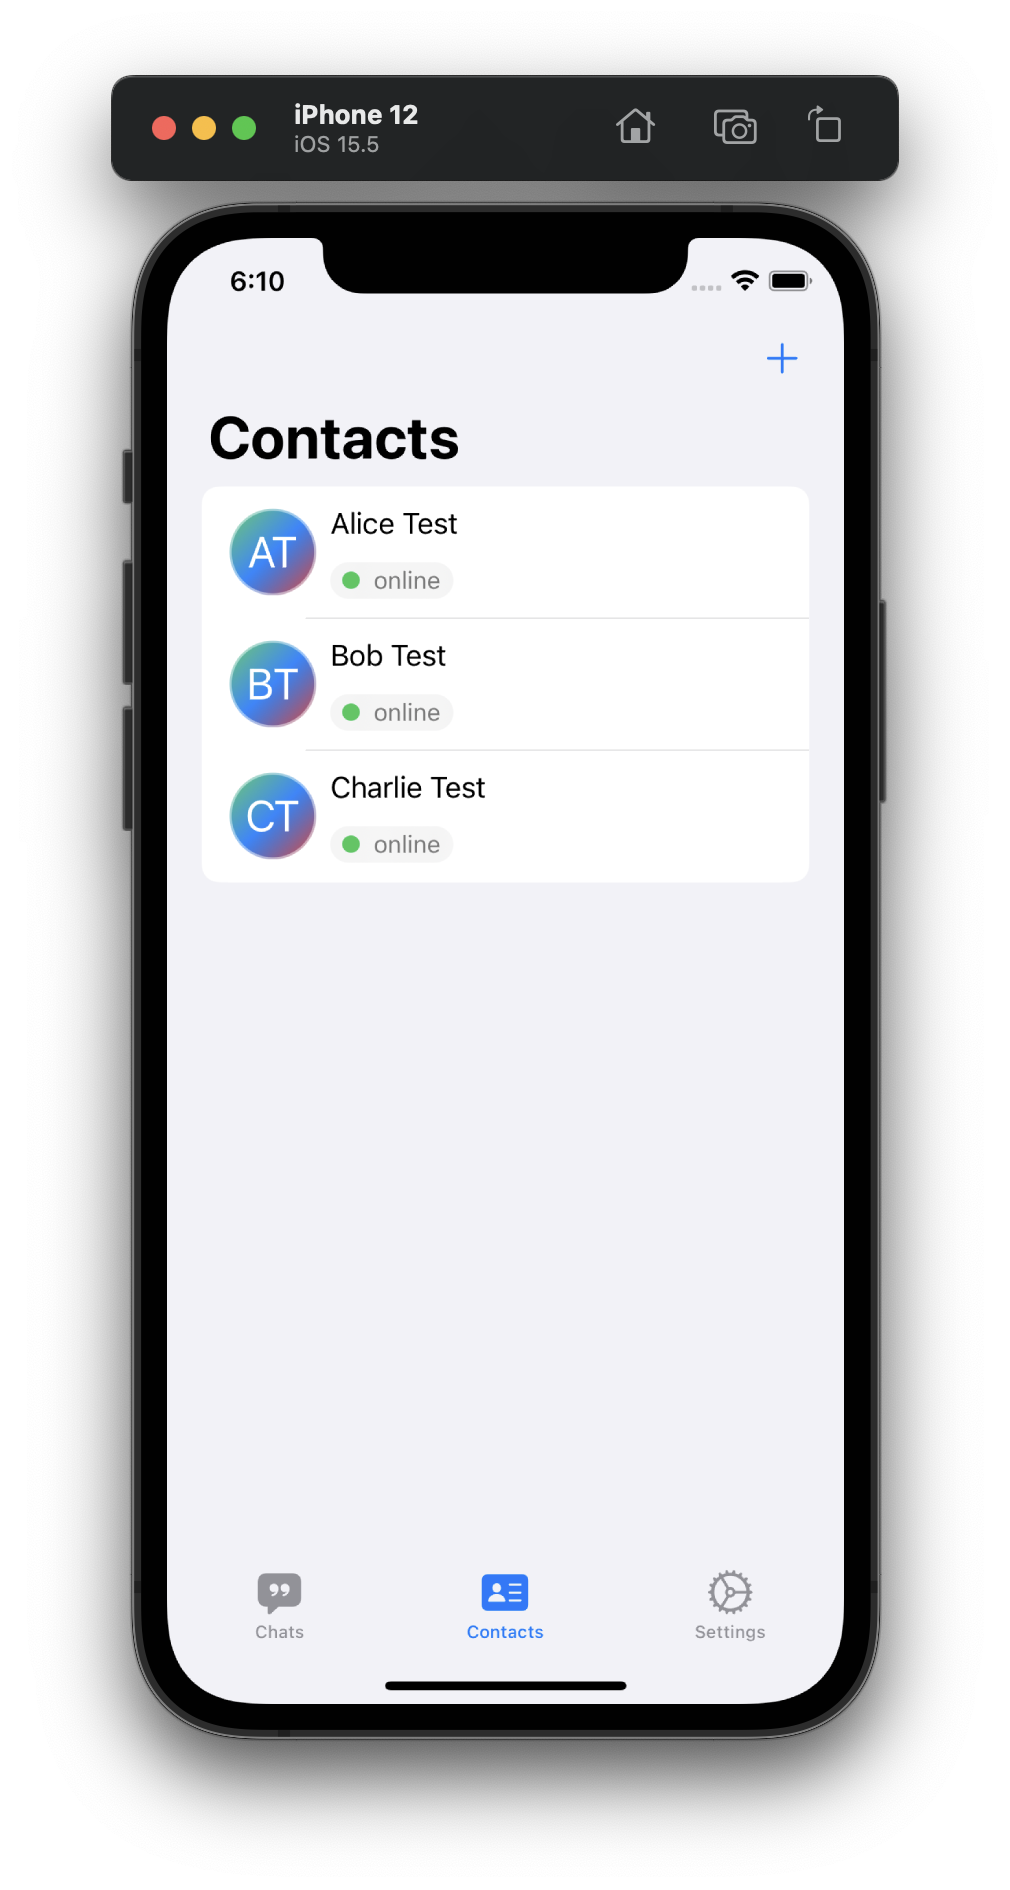 iPhone 12
iOS 15.5
6:10
Contacts
AT
Alice Test
online
BT
Bob Test
online
CT
Charlie Test
online
Chats
Contacts
Settings